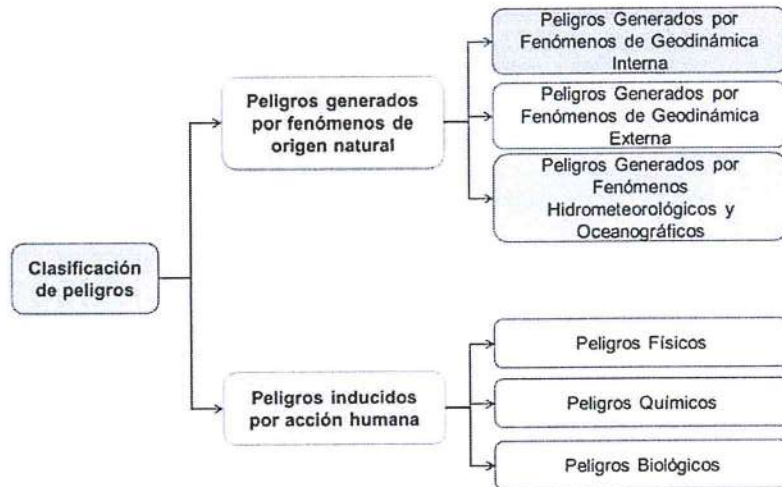 Peligros Generados por
Fenómenos de Geodinámica
Interna
Peligros generados
por fenómenos de
origen natural
Peligros Generados por
Fenómenos de Geodinámica
Externa
Peligros Generados por
Fenómenos
Hidrometeorológicos y
Oceanográficos
Clasificación
de peligros
Peligros inducidos
por acción humana
Peligros Físicos
Peligros Químicos
Peligros Biológicos